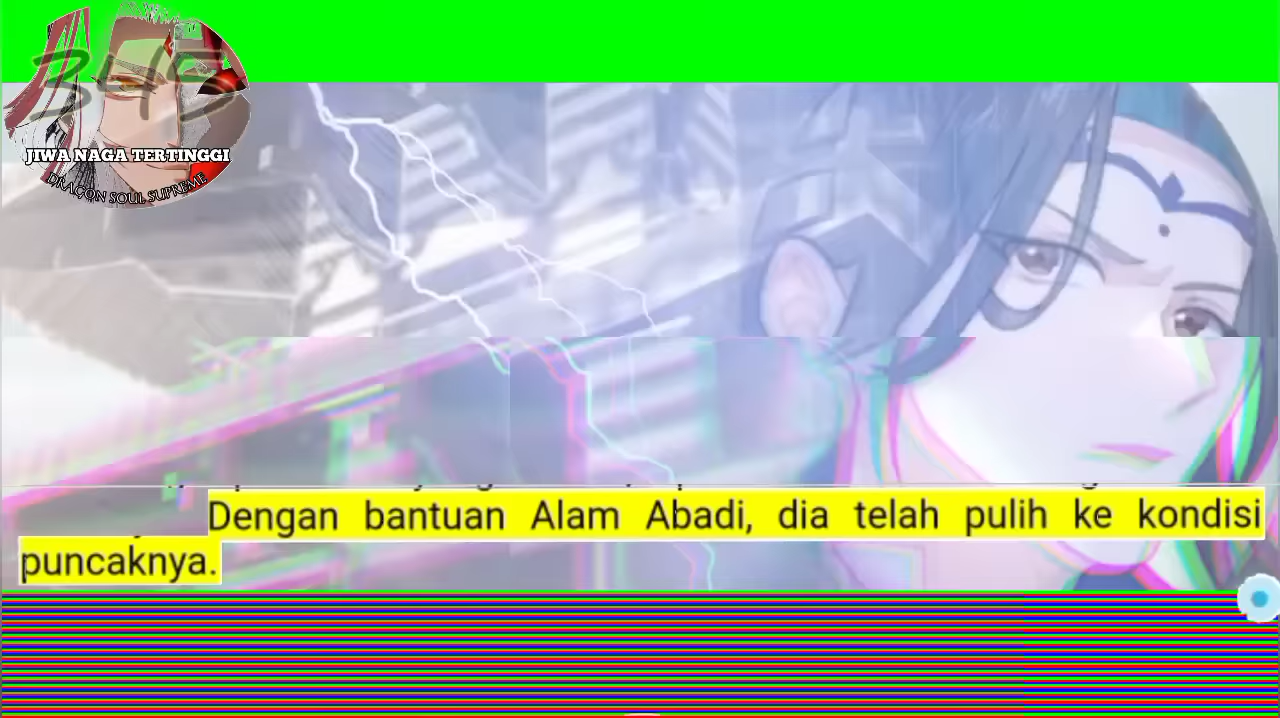 JIWA NAGA TERTINGGI
DRAGON SOUL SUPREME
Dengan bantuan Alam Abadi, dia telah pulih ke kondisi
puncaknya.